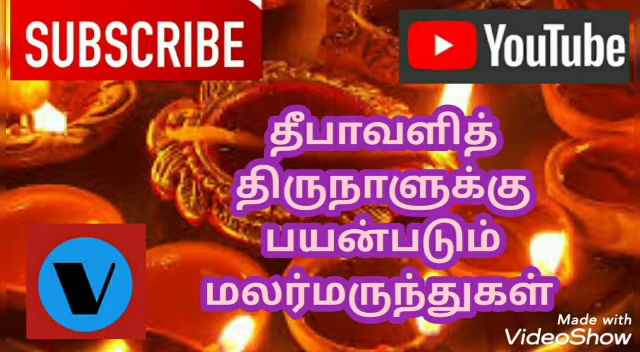 SUBSCRIBE
YouTube
தீபாவளித்
திருநாளுக்கு
பயன்படும்
மலர்மருந்துகள்
V
Made with
VideoShow